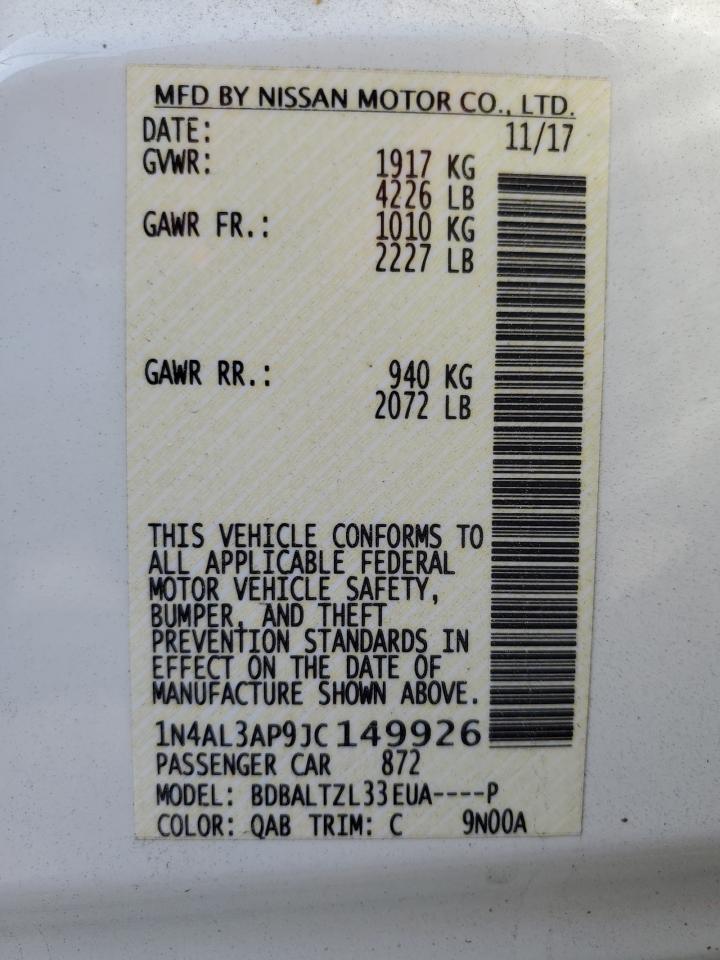 MFD BY NISSAN MOTOR CO., LTD.
DATE: 11/17
GVWR: 1917 KG
4226 LB
GAWR FR.: 1010 KG
2227 LB
GAWR RR.: 940 KG
2072 LB
THIS VEHICLE CONFORMS TO
ALL APPLICABLE FEDERAL
MOTOR VEHICLE SAFETY,
BUMPER, AND THEFT
PREVENTION STANDARDS IN
EFFECT ON THE DATE OF
MANUFACTURE SHOWN ABOVE.
1N4AL3AP9JC149926
PASSENGER CAR 872
MODEL: BDBALTZL33EUA----P
COLOR: QAB TRIM: C 9N00A